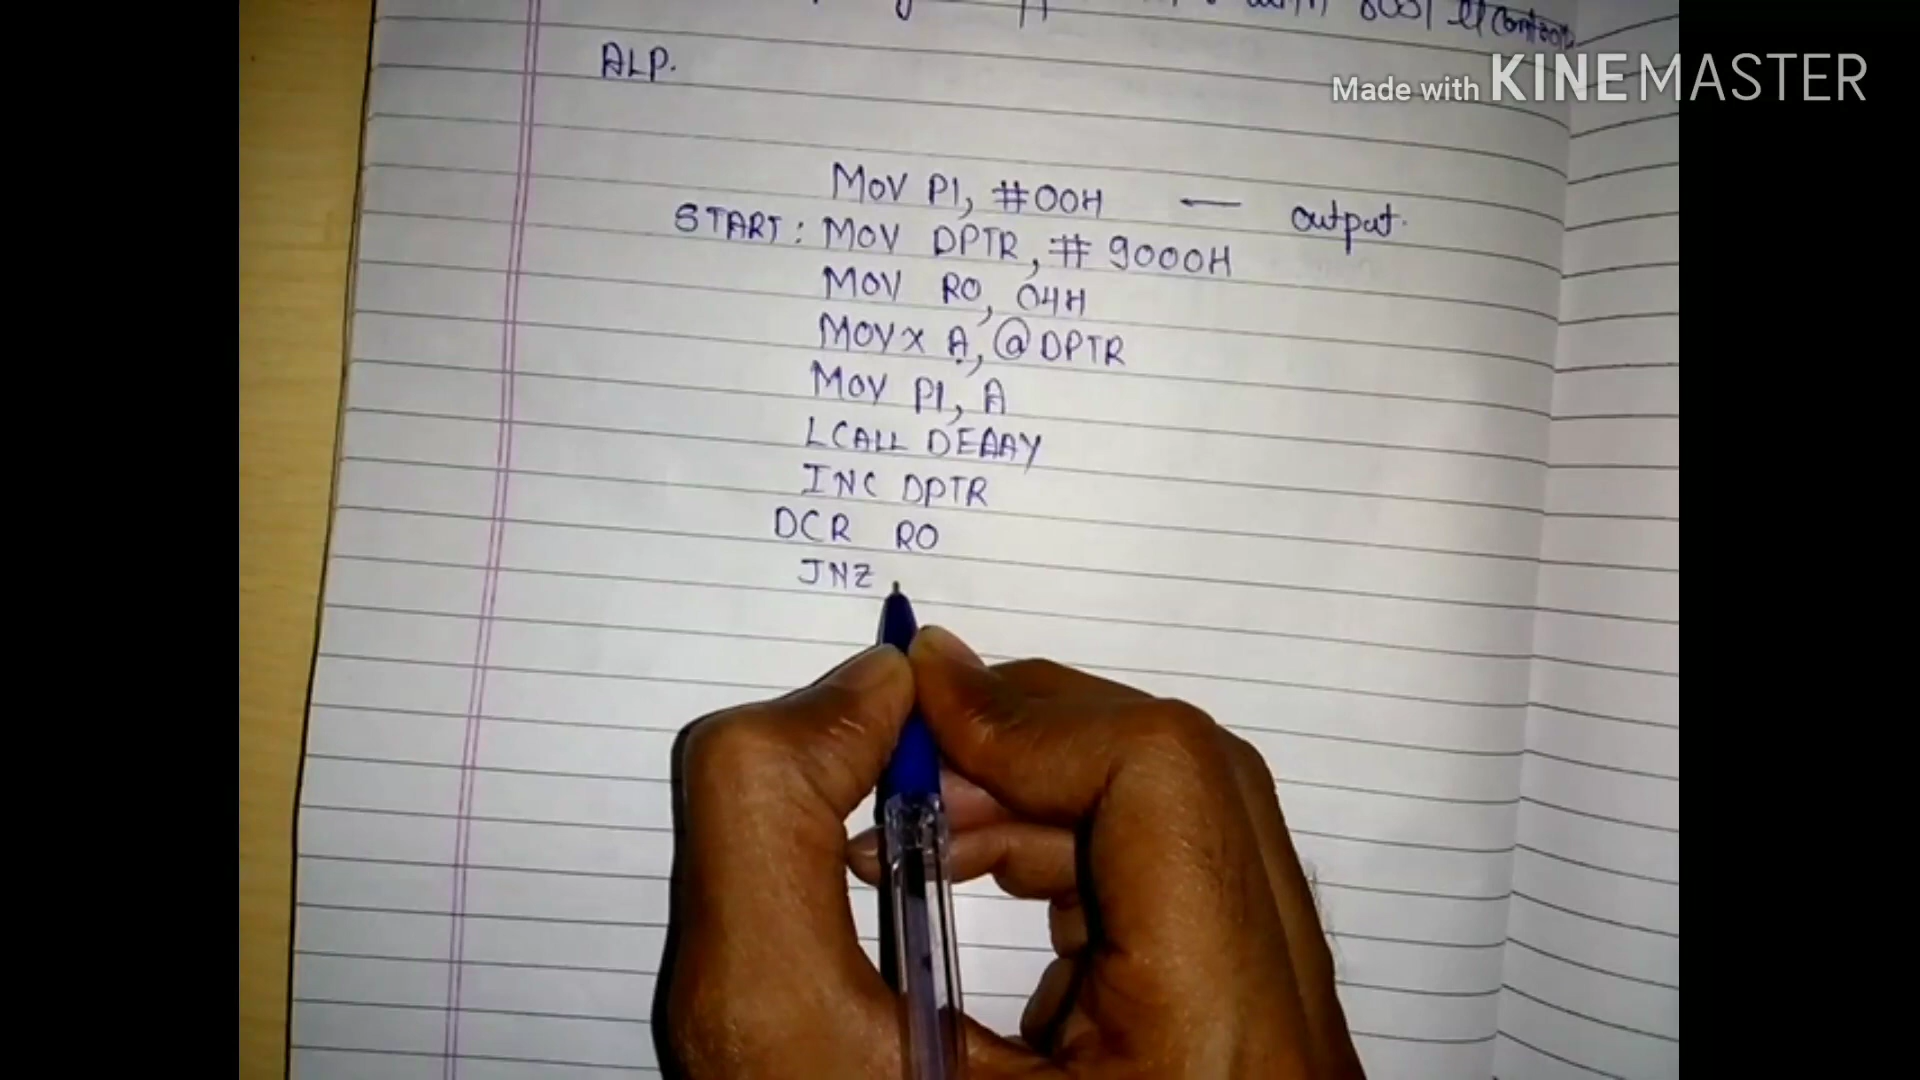 8051
ALP.
Made with KINEMASTER
MOV P1, #00H — output.
START: MOV DPTR, # 9000H
MOV R0, 04H
MOVX A, @DPTR
MOV P1, A
LCALL DEAAY
INC DPTR
DCR R0
JNZ